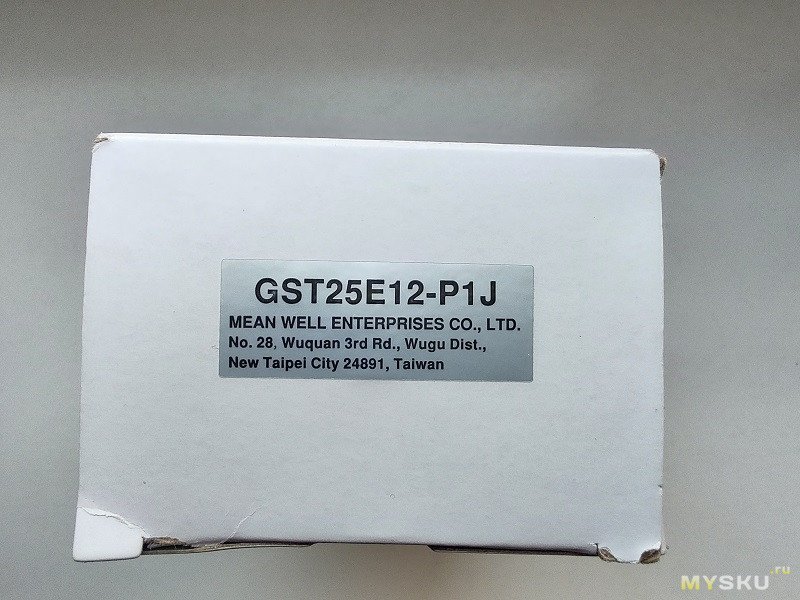 GST25E12-P1J
MEAN WELL ENTERPRISES CO., LTD.
No. 28, Wuquan 3rd Rd., Wugu Dist.,
New Taipei City 24891, Taiwan
MYSKU.ru